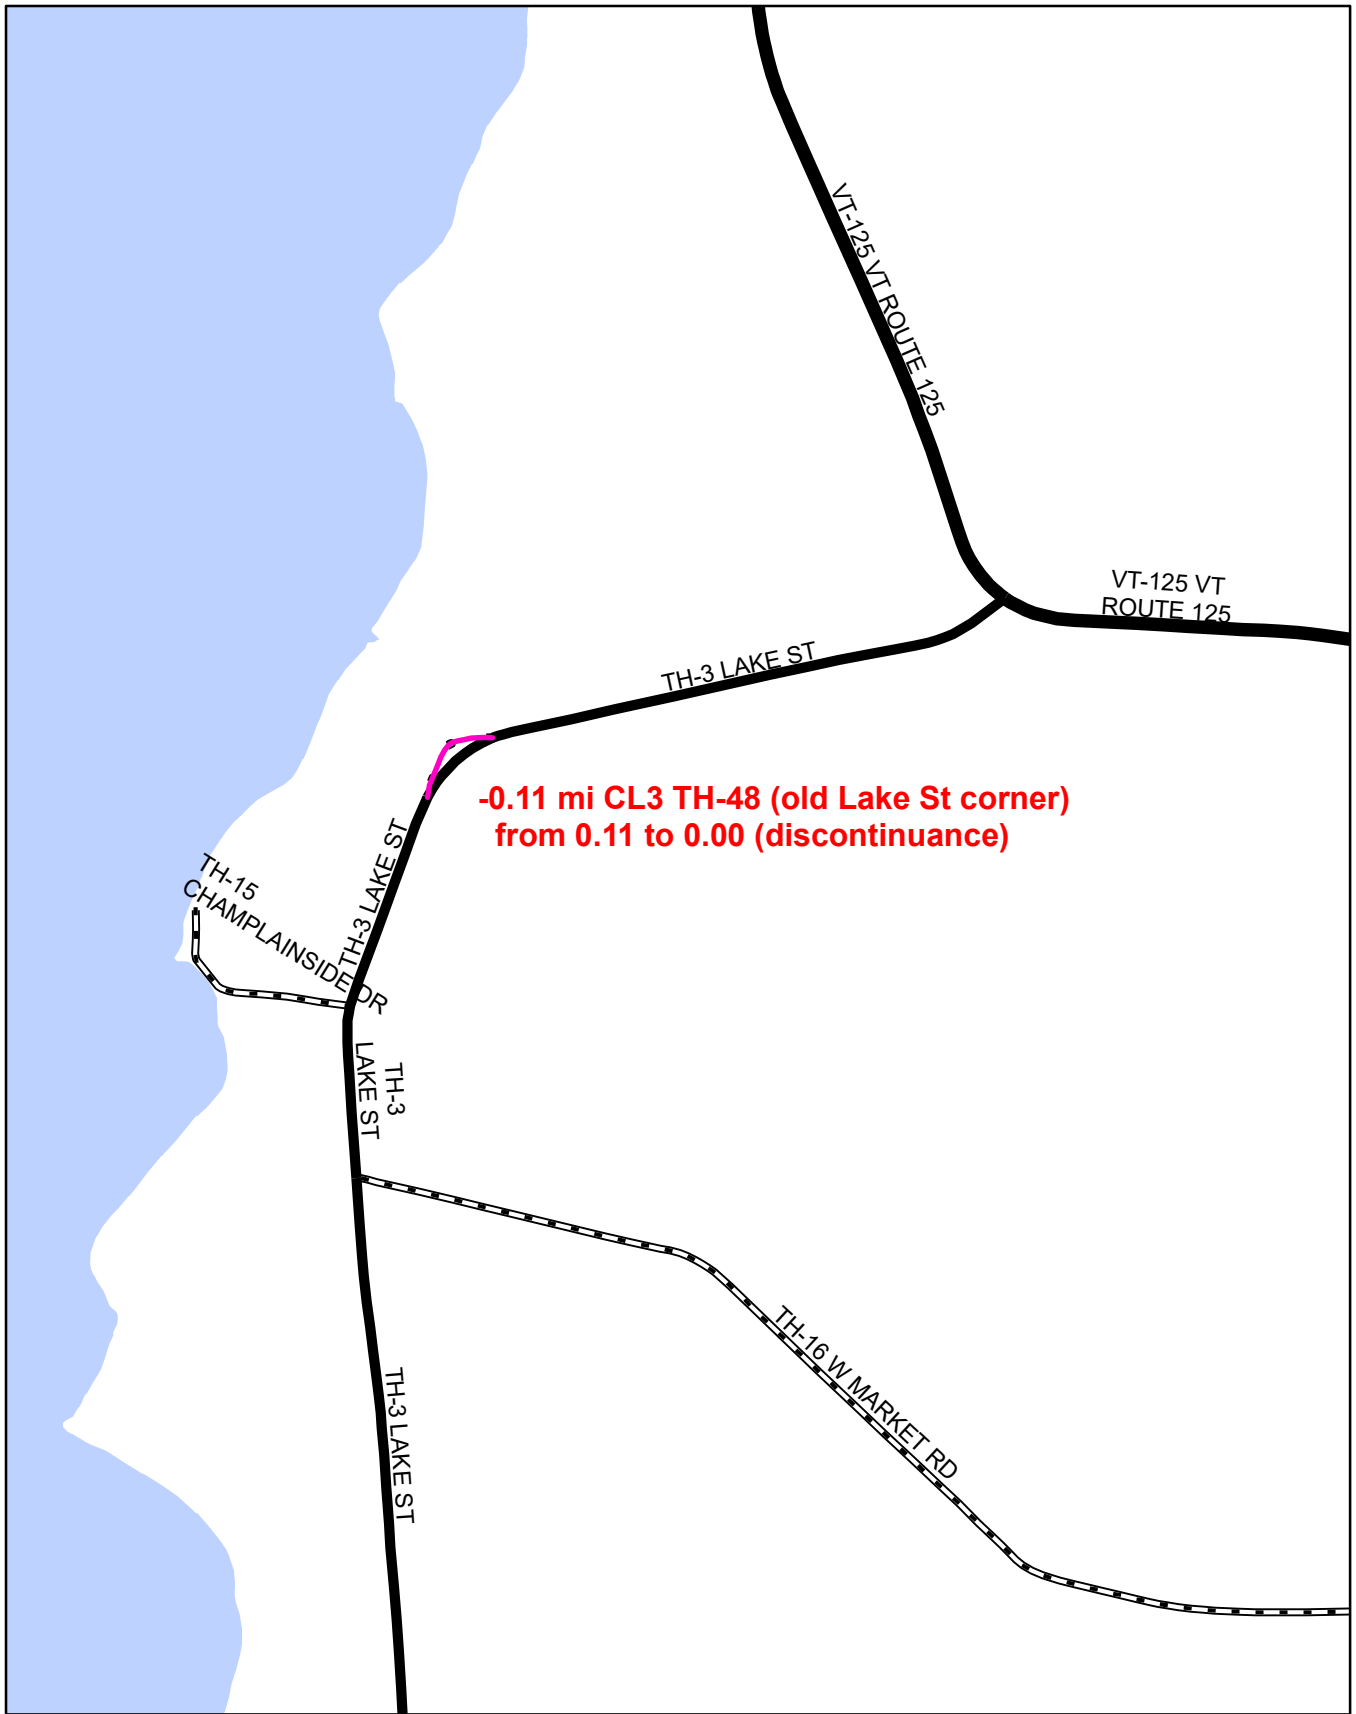 VT-125 VT ROUTE 125
VT-125 VT
ROUTE 125
TH-3 LAKE ST
-0.11 mi CL3 TH-48 (old Lake St corner)
from 0.11 to 0.00 (discontinuance)
TH-3 LAKE ST
TH-15
CHAMPLAINSIDE DR
TH-3
LAKE ST
TH-16 W MARKET RD
TH-3 LAKE ST